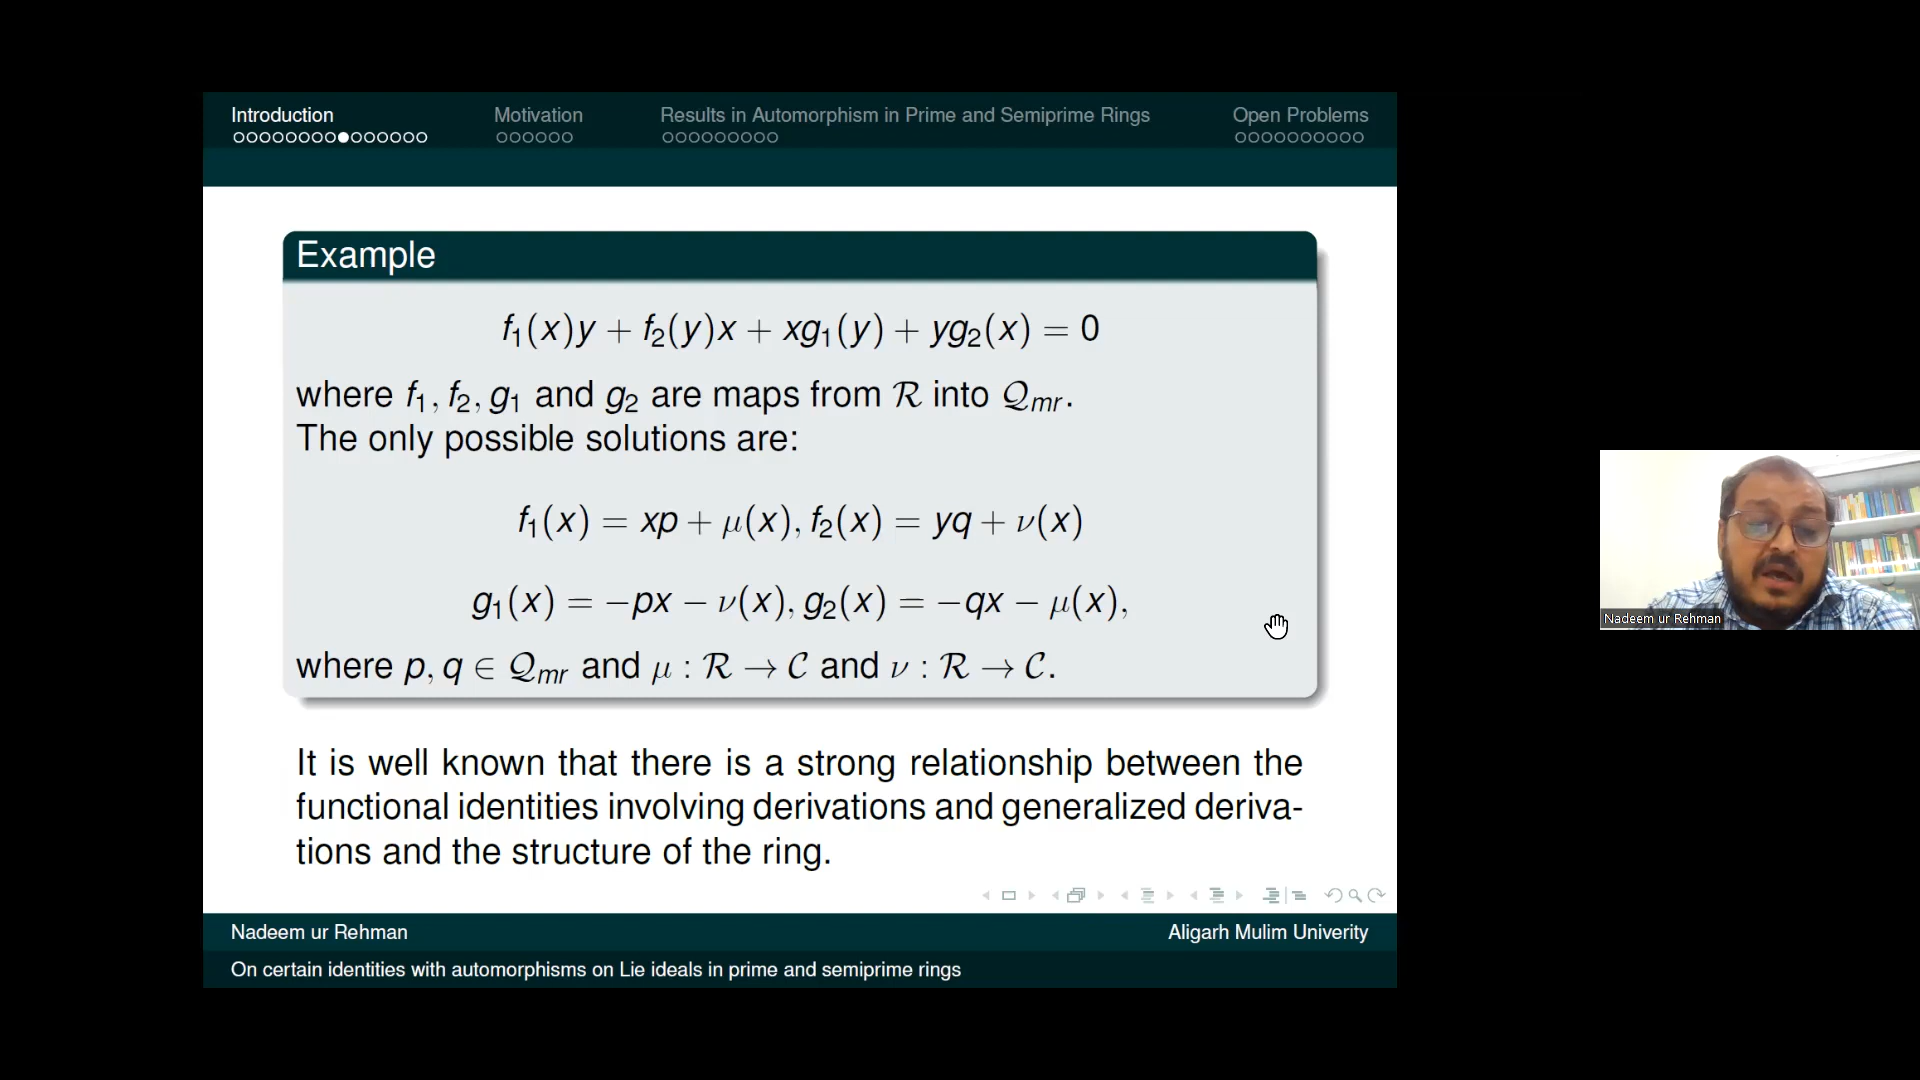 Introduction
Motivation
Results in Automorphism in Prime and Semiprime Rings
Open Problems
Example
f₁(x)y + f₂(y)x + xg₁(y) + yg₂(x) = 0
where f₁, f₂, g₁ and g₂ are maps from ℛ into 𝒬ₘᵣ.
The only possible solutions are:
f₁(x) = xp + μ(x), f₂(x) = yq + ν(x)
g₁(x) = −px − ν(x), g₂(x) = −qx − μ(x),
where p, q ∈ 𝒬ₘᵣ and μ : ℛ → 𝒞 and ν : ℛ → 𝒞.
It is well known that there is a strong relationship between the
functional identities involving derivations and generalized deriva-
tions and the structure of the ring.
Nadeem ur Rehman
Aligarh Mulim Univerity
On certain identities with automorphisms on Lie ideals in prime and semiprime rings
Nadeem ur Rehman